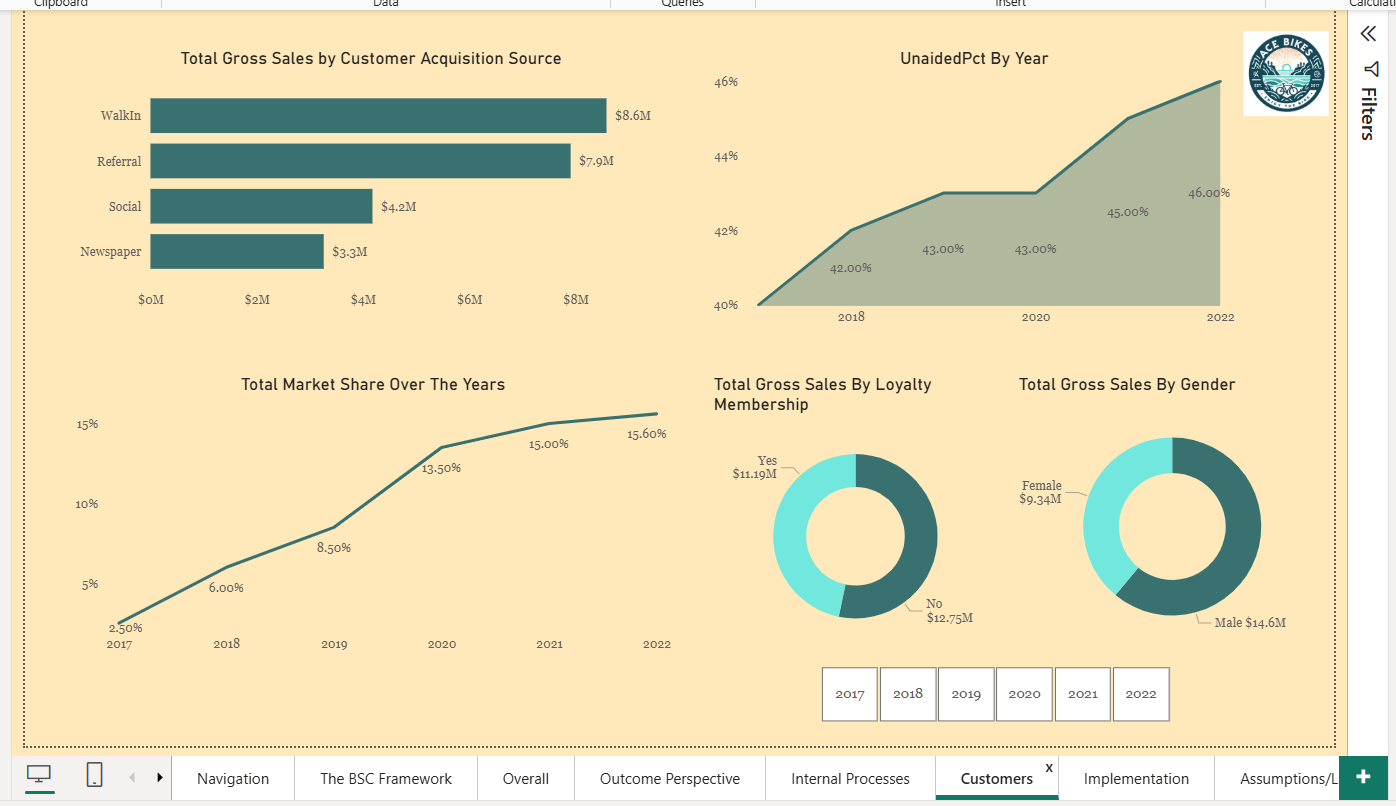 Clipboard
Data
Queries
Insert
Calculat
Total Gross Sales by Customer Acquisition Source
WalkIn
$8.6M
Referral
$7.9M
Social
$4.2M
Newspaper
$3.3M
$0M
$2M
$4M
$6M
$8M
UnaidedPct By Year
46%
44%
42%
40%
42.00%
43.00%
43.00%
45.00%
46.00%
2018
2020
2022
ACE BIKES
Filters
Total Market Share Over The Years
15%
10%
5%
2.50%
6.00%
8.50%
13.50%
15.00%
15.60%
2017
2018
2019
2020
2021
2022
Total Gross Sales By Loyalty
Membership
Yes
$11.19M
No
$12.75M
Total Gross Sales By Gender
Female
$9.34M
Male $14.6M
2017
2018
2019
2020
2021
2022
Navigation
The BSC Framework
Overall
Outcome Perspective
Internal Processes
Customers
x
Implementation
Assumptions/L
+